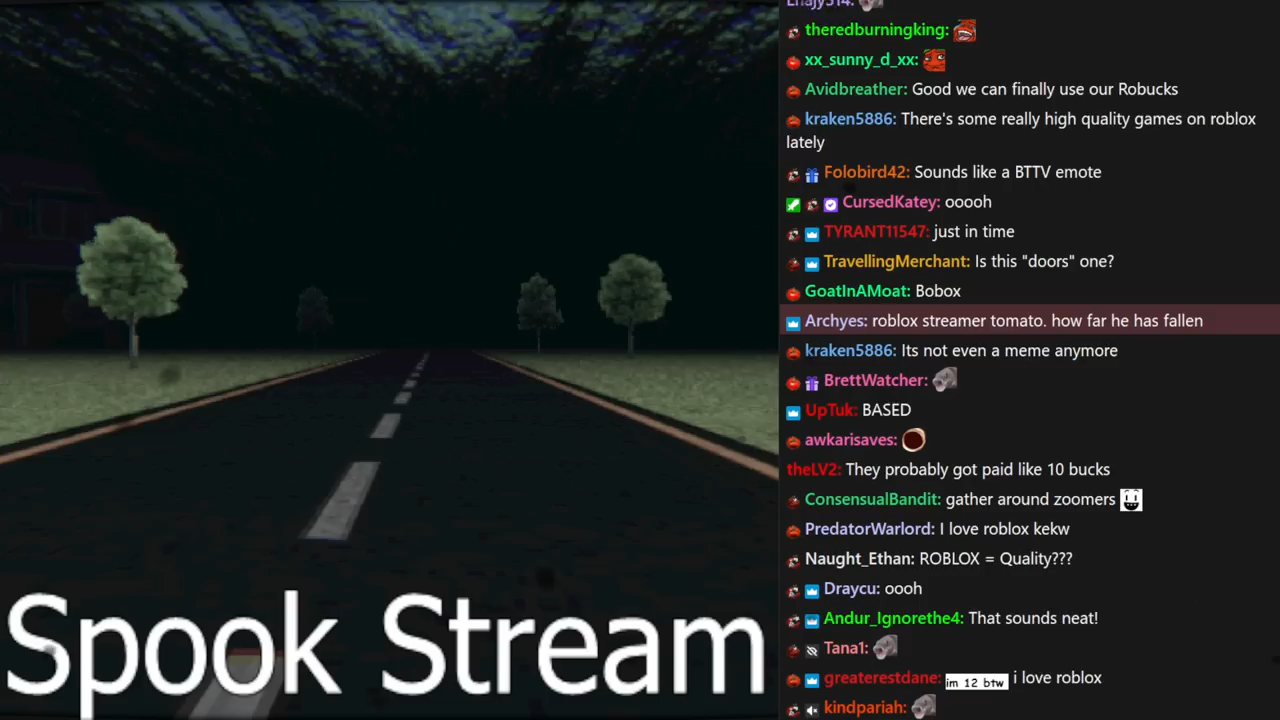 theredburningking:
xx_sunny_d_xx:
Avidbreather: Good we can finally use our Robucks
kraken5886: There's some really high quality games on roblox
lately
Folobird42: Sounds like a BTTV emote
CursedKatey: ooooh
TYRANT11547: just in time
TravellingMerchant: Is this "doors" one?
GoatInAMoat: Bobox
Archyes: roblox streamer tomato. how far he has fallen
kraken5886: Its not even a meme anymore
BrettWatcher:
UpTuk: BASED
awkarisaves:
theLV2: They probably got paid like 10 bucks
ConsensualBandit: gather around zoomers
PredatorWarlord: I love roblox kekw
Naught_Ethan: ROBLOX = Quality???
Draycu: oooh
Andur_Ignorethe4: That sounds neat!
Tana1:
greaterestdane: im 12 btw i love roblox
kindpariah:
Spook Stream